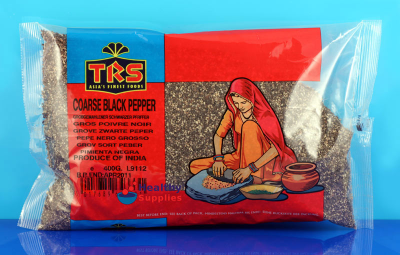 TRS
ASIA'S FINEST FOODS
COARSE BLACK PEPPER
GROS POIVRE NOIR
GROVE ZWARTE PEPER
PEPE NERO GROSSO
GROV SORT PEBER
PIMIENTA NEGRA
PRODUCE OF INDIA
400G. L9112
Healthy
Supplies